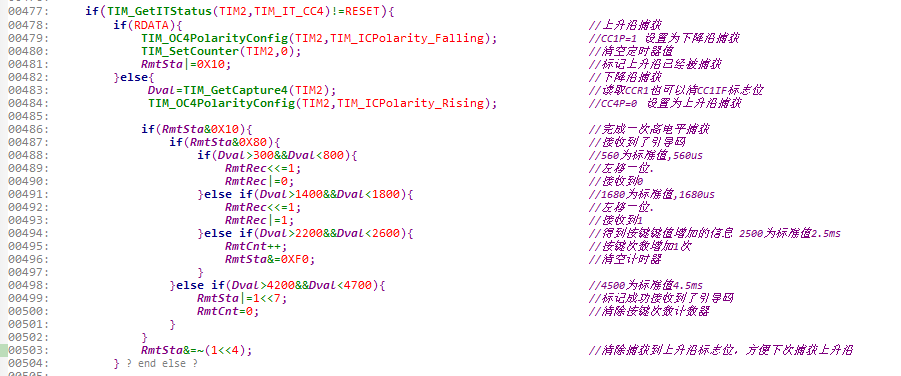 00477:     if(TIM_GetITStatus(TIM2,TIM_IT_CC4)!=RESET){
00478:         if(RDATA){                                                      //上升沿捕获
00479:             TIM_OC4PolarityConfig(TIM2,TIM_ICPolarity_Falling);         //CC1P=1 设置为下降沿捕获
00480:             TIM_SetCounter(TIM2,0);                                     //清空定时器值
00481:             RmtSta|=0X10;                                               //标记上升沿已经被捕获
00482:         }else{                                                          //下降沿捕获
00483:              Dval=TIM_GetCapture4(TIM2);                                //读取CCR1也可以清CC1IF标志位
00484:              TIM_OC4PolarityConfig(TIM2,TIM_ICPolarity_Rising);         //CC4P=0 设置为上升沿捕获
00485:
00486:             if(RmtSta&0X10){                                            //完成一次高电平捕获
00487:                 if(RmtSta&0X80){                                        //接收到了引导码
00488:                     if(Dval>300&&Dval<800){                             //560为标准值,560us
00489:                         RmtRec<<=1;                                     //左移一位.
00490:                         RmtRec|=0;                                      //接收到0
00491:                     }else if(Dval>1400&&Dval<1800){                     //1680为标准值,1680us
00492:                         RmtRec<<=1;                                     //左移一位.
00493:                         RmtRec|=1;                                      //接收到1
00494:                     }else if(Dval>2200&&Dval<2600){                     //得到按键键值增加的信息 2500为标准值2.5ms
00495:                         RmtCnt++;                                       //按键次数增加1次
00496:                         RmtSta&=0XF0;                                   //清空计时器
00497:                     }
00498:                 }else if(Dval>4200&&Dval<4700){                         //4500为标准值4.5ms
00499:                     RmtSta|=1<<7;                                       //标记成功接收到了引导码
00500:                     RmtCnt=0;                                           //清除按键次数计数器
00501:                 }
00502:             }
00503:             RmtSta&=~(1<<4);                                            //清除捕获到上升沿标志位，方便下次捕获上升沿
00504:         } ? end else ?